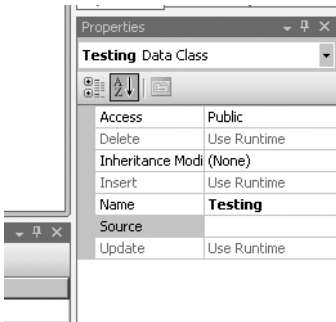 Properties
Testing Data Class
Access Public
Delete Use Runtime
Inheritance Modi (None)
Insert Use Runtime
Name Testing
Source
Update Use Runtime